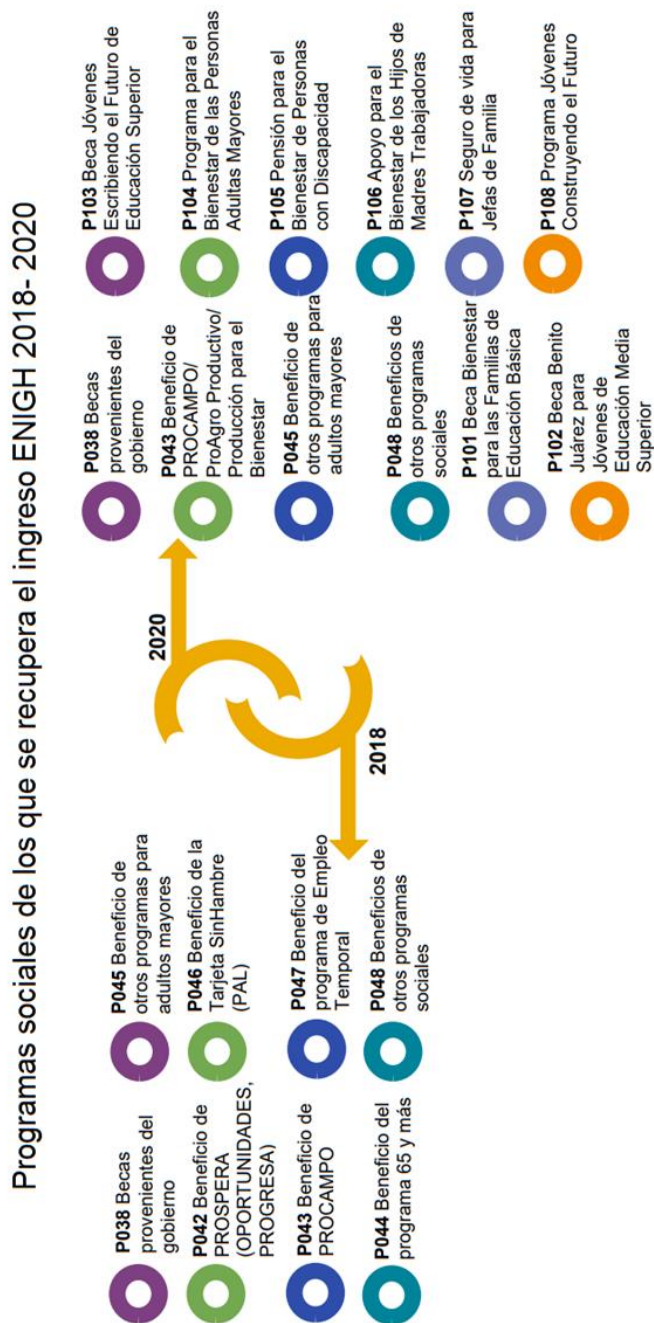 Programas sociales de los que se recupera el ingreso ENIGH 2018- 2020
P038 Becas
provenientes del
gobierno
P042 Beneficio de
PROSPERA
(OPORTUNIDADES,
PROGRESA)
P043 Beneficio de
PROCAMPO
P044 Beneficio del
programa 65 y más
P045 Beneficio de
otros programas para
adultos mayores
P046 Beneficio de la
Tarjeta SinHambre
(PAL)
P047 Beneficio del
programa de Empleo
Temporal
P048 Beneficios de
otros programas
sociales
2018
2020
P038 Becas
provenientes del
gobierno
P043 Beneficio de
PROCAMPO/
ProAgro Productivo/
Producción para el
Bienestar
P045 Beneficio de
otros programas para
adultos mayores
P048 Beneficios de
otros programas
sociales
P101 Beca Bienestar
para las Familias de
Educación Básica
P102 Beca Benito
Juárez para
Jóvenes de
Educación Media
Superior
P103 Beca Jóvenes
Escribiendo el Futuro de
Educación Superior
P104 Programa para el
Bienestar de las Personas
Adultas Mayores
P105 Pensión para el
Bienestar de Personas
con Discapacidad
P106 Apoyo para el
Bienestar de los Hijos de
Madres Trabajadoras
P107 Seguro de vida para
Jefas de Familia
P108 Programa Jóvenes
Construyendo el Futuro